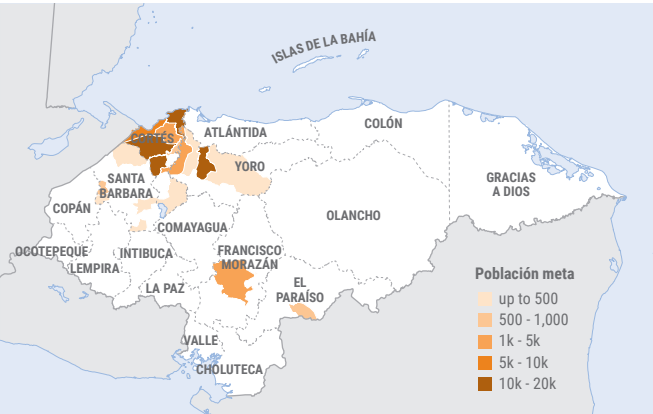 ISLAS DE LA BAHÍA
COLÓN
ATLÁNTIDA
CORTÉS
YORO
SANTA
BARBARA
GRACIAS
A DIOS
COPÁN
OLANCHO
COMAYAGUA
OCOTEPEQUE
INTIBUCA
FRANCISCO
MORAZÁN
LEMPIRA
LA PAZ
EL
PARAÍSO
VALLE
CHOLUTECA
Población meta
up to 500
500 - 1,000
1k - 5k
5k - 10k
10k - 20k